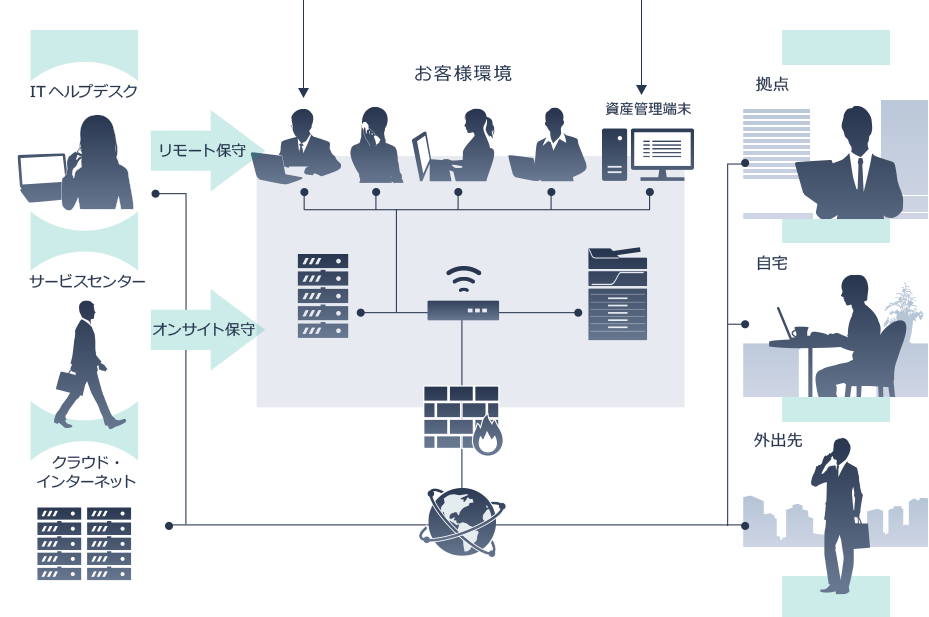 お客様環境
ITヘルプデスク
リモート保守
資産管理端末
拠点
サービスセンター
オンサイト保守
自宅
クラウド・
インターネット
外出先